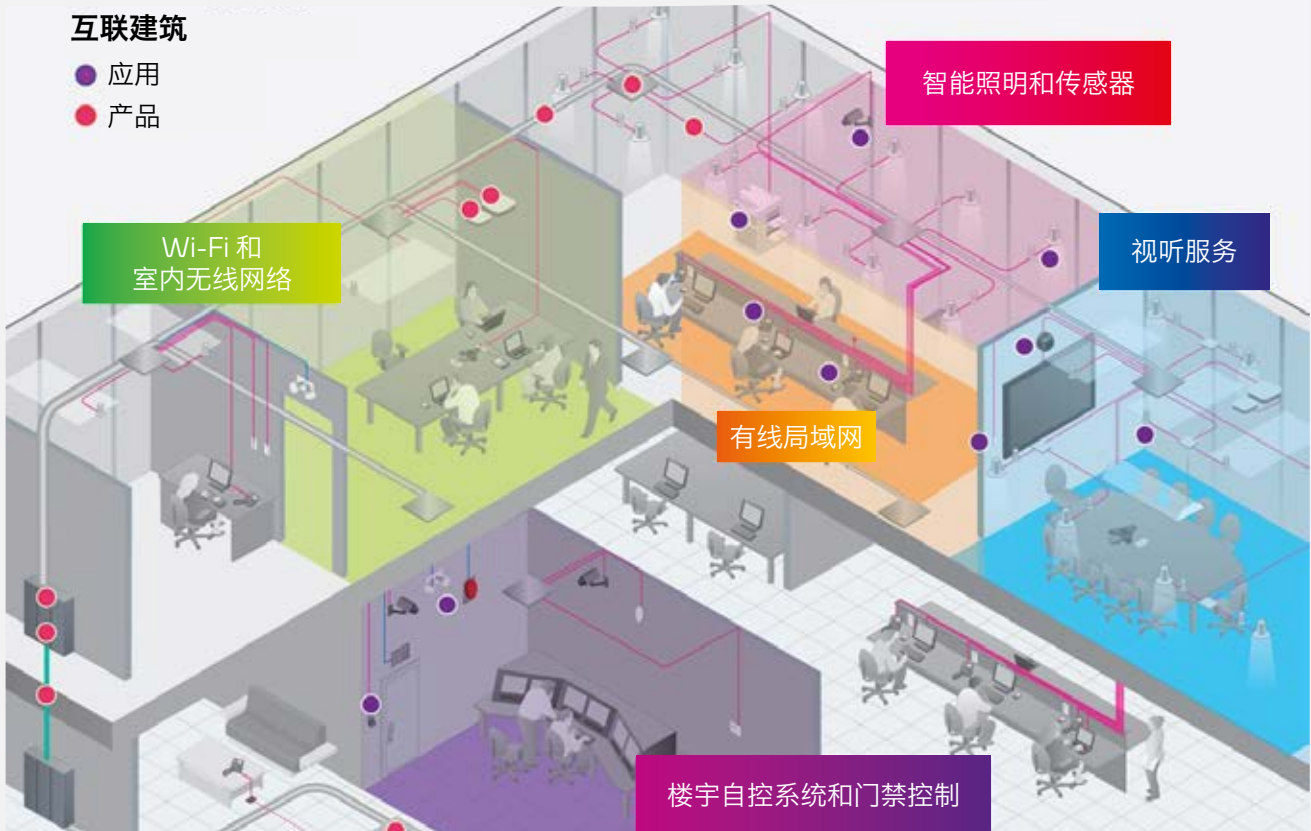 互联建筑
应用
产品
智能照明和传感器
Wi-Fi 和
室内无线网络
视听服务
有线局域网
楼宇自控系统和门禁控制